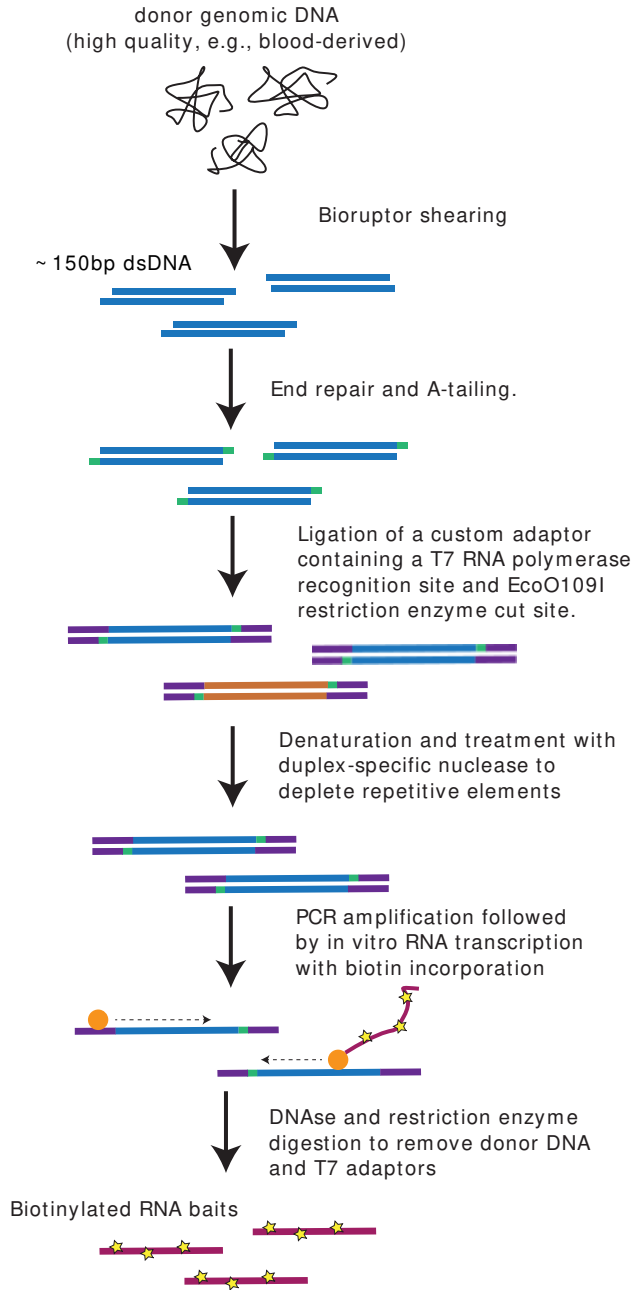 donor genomic DNA
(high quality, e.g., blood-derived)
Bioruptor shearing
~ 150bp dsDNA
End repair and A-tailing.
Ligation of a custom adaptor
containing a T7 RNA polymerase
recognition site and EcoO109I
restriction enzyme cut site.
Denaturation and treatment with
duplex-specific nuclease to
deplete repetitive elements
PCR amplification followed
by in vitro RNA transcription
with biotin incorporation
DNAse and restriction enzyme
digestion to remove donor DNA
and T7 adaptors
Biotinylated RNA baits